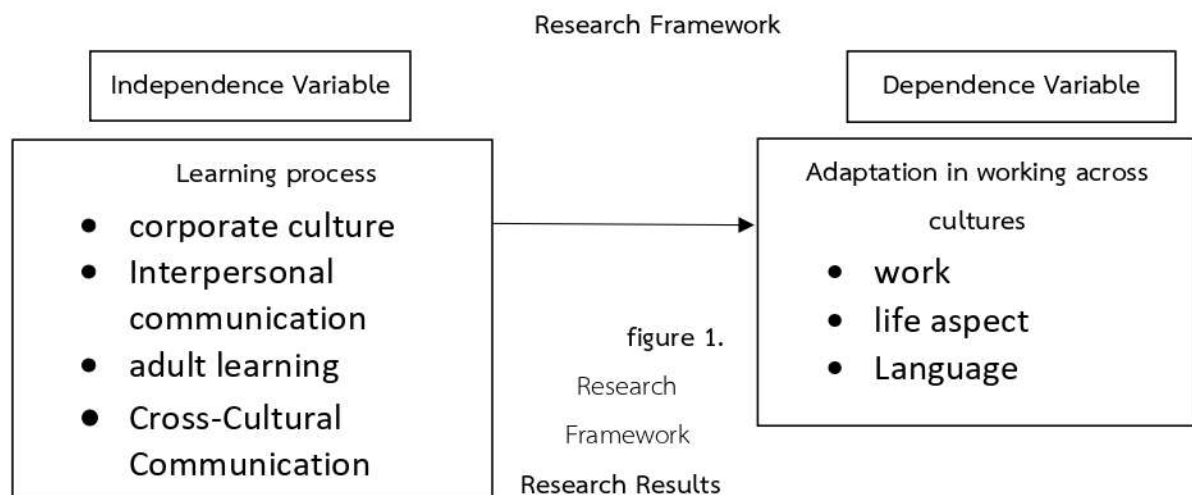 Research Framework
Independence Variable
Dependence Variable
Learning process
• corporate culture
• Interpersonal
communication
• adult learning
• Cross-Cultural
Communication
Adaptation in working across
cultures
• work
• life aspect
• Language
figure 1.
Research
Framework
Research Results